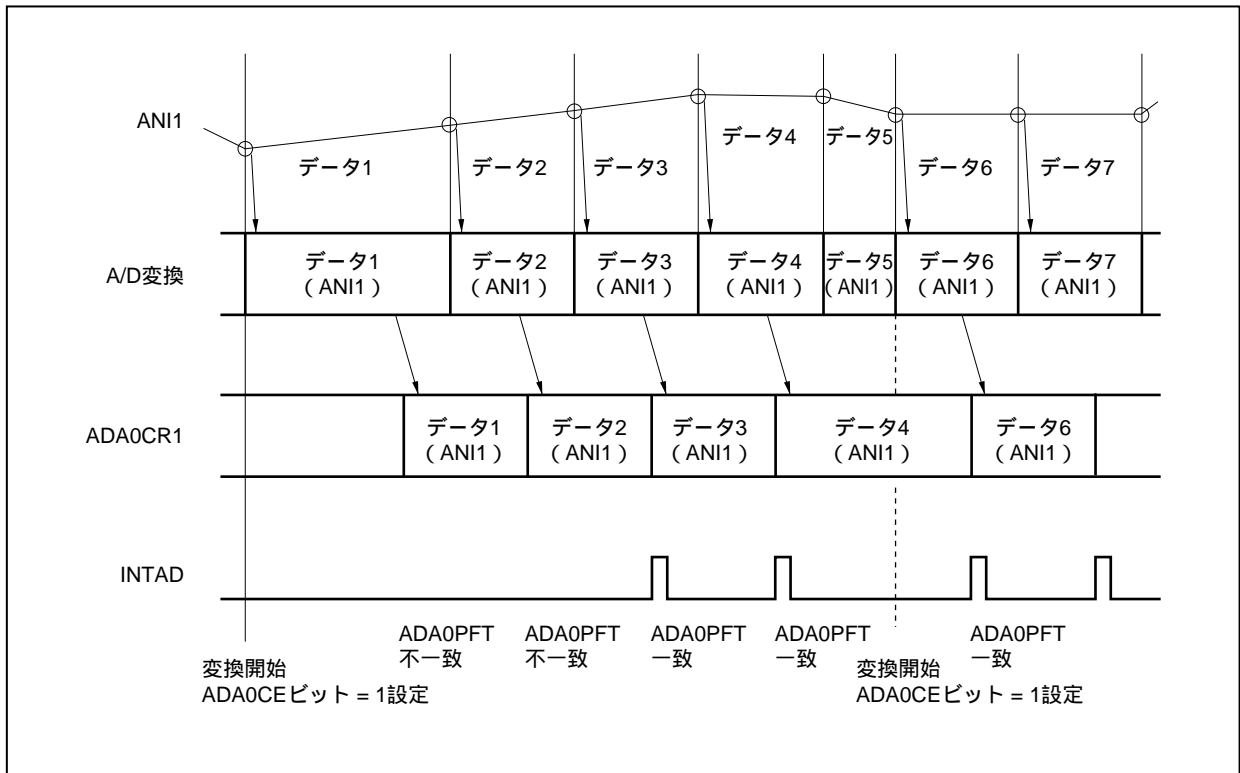 ANI1
データ1
データ2
データ3
データ4
データ5
データ6
データ7
A/D変換
データ1
（ANI1）
データ2
（ANI1）
データ3
（ANI1）
データ4
（ANI1）
データ5
（ANI1）
データ6
（ANI1）
データ7
（ANI1）
ADA0CR1
データ1
（ANI1）
データ2
（ANI1）
データ3
（ANI1）
データ4
（ANI1）
データ6
（ANI1）
INTAD
ADA0PFT
不一致
ADA0PFT
不一致
ADA0PFT
一致
ADA0PFT
一致
ADA0PFT
一致
変換開始
ADA0CEビット = 1設定
変換開始
ADA0CEビット = 1設定